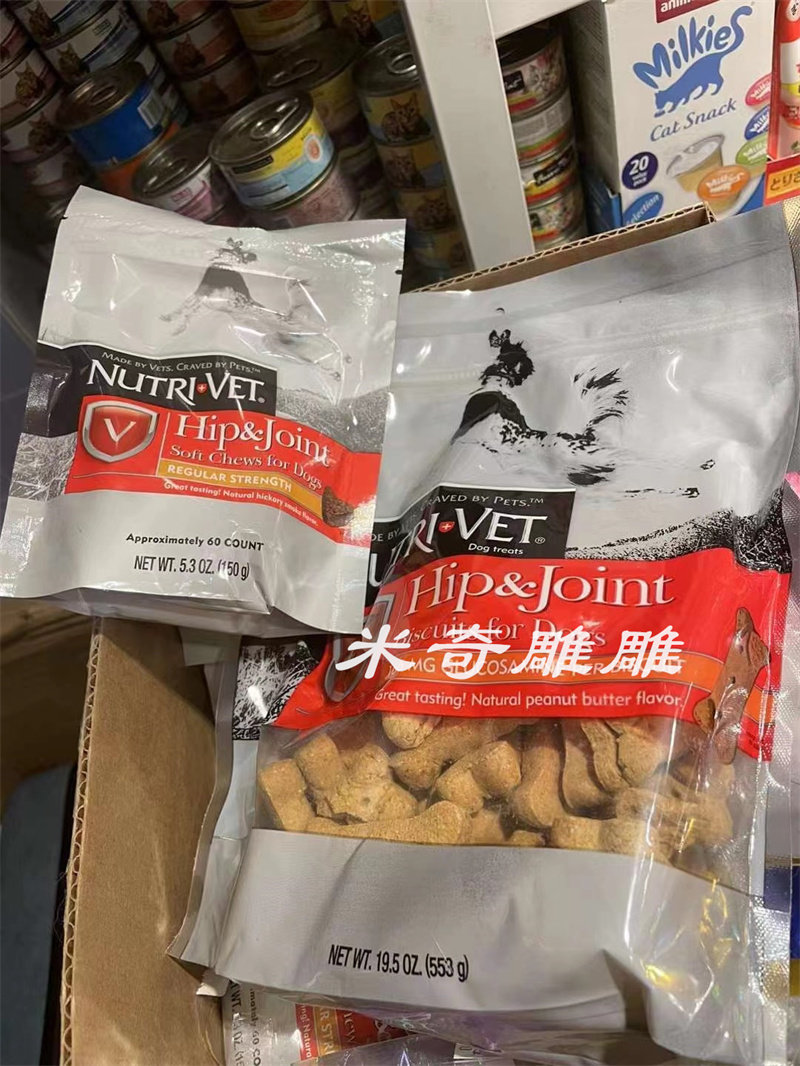 Milkies
Cat Snack
20
MADE BY VETS. CRAVED BY PETS.™
NUTRI+VET®
V
Hip&Joint
Soft Chews for Dogs
REGULAR STRENGTH
Great tasting! Natural hickory smoke flavor.
Approximately 60 COUNT
NET WT. 5.3 OZ. (150 g)
CRAVED BY PETS.™
VET®
Dog treats
Hip&Joint
for Dogs
米奇雕雕
Great tasting! Natural peanut butter flavor.
NET WT. 19.5 OZ. (553 g)